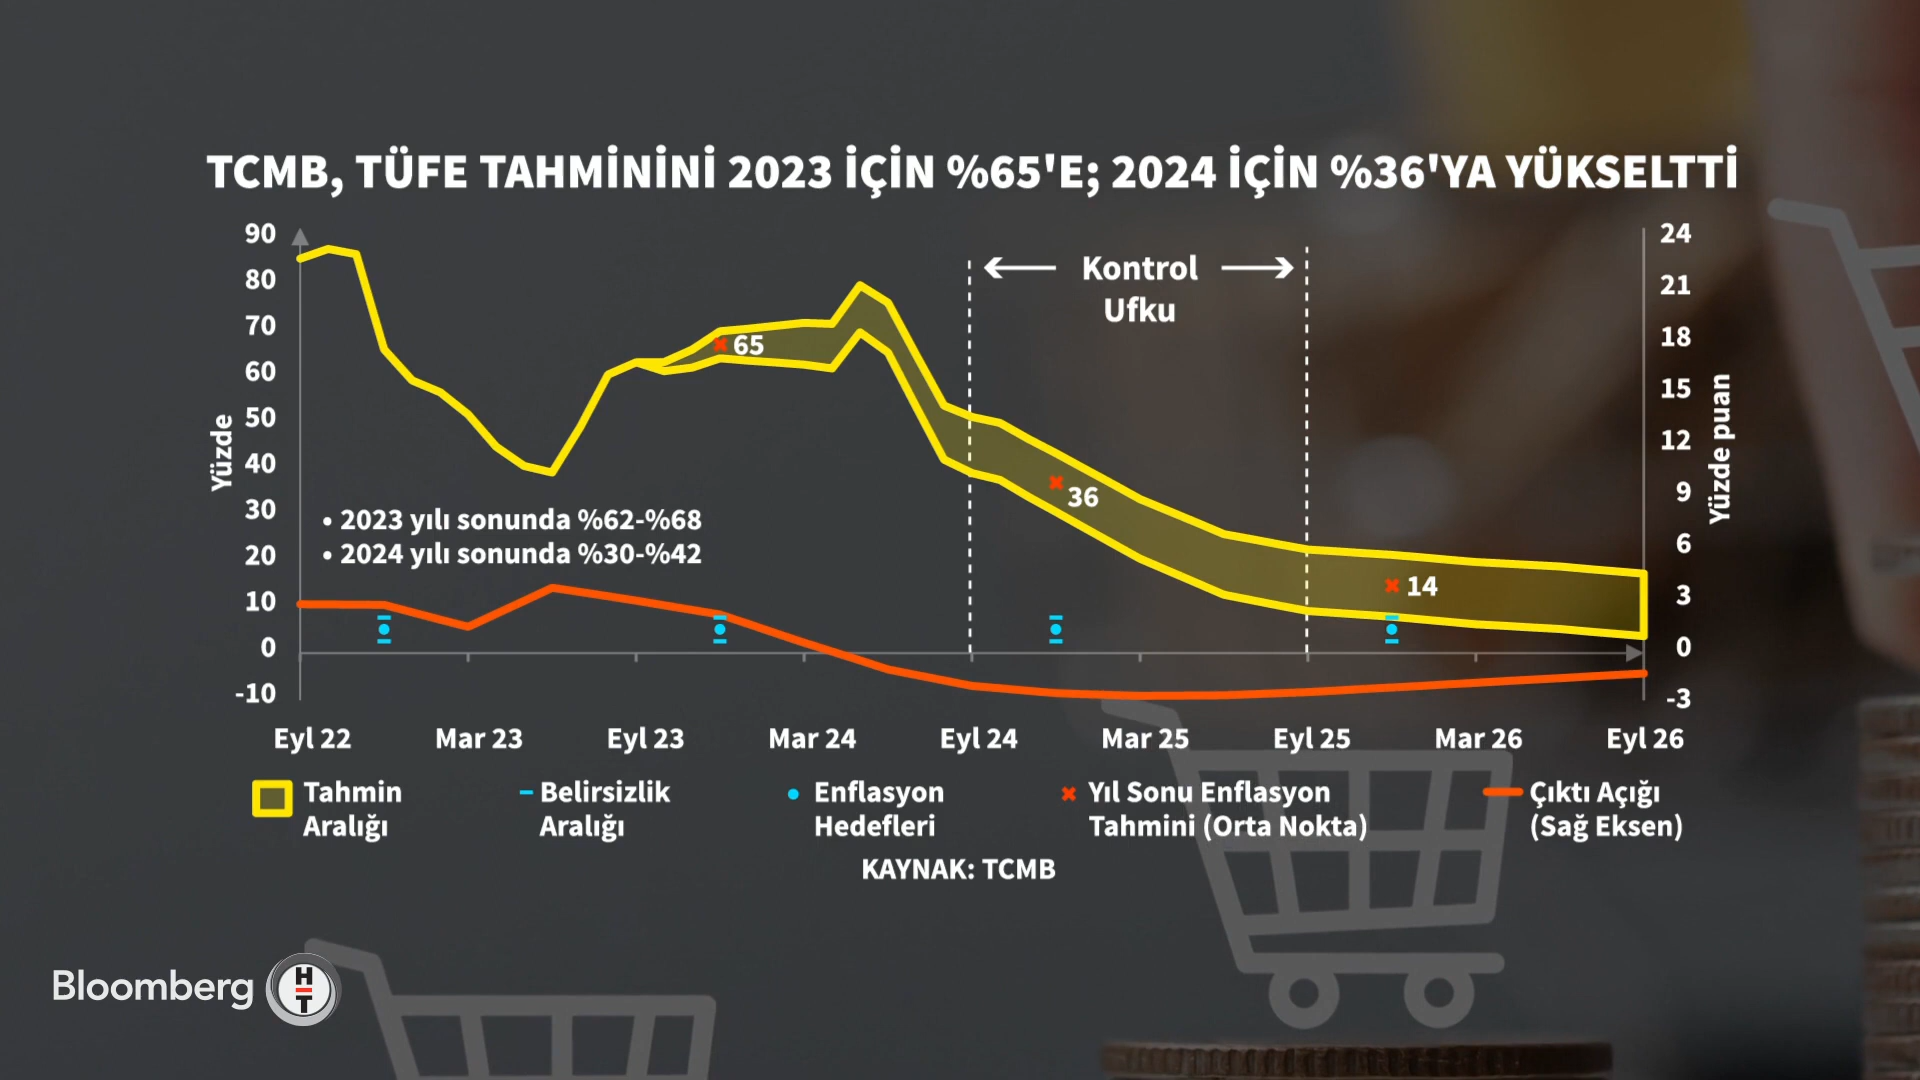 TCMB, TÜFE TAHMİNİNİ 2023 İÇİN %65'E; 2024 İÇİN %36'YA YÜKSELTTİ
90
80
70
60
50
40
30
20
10
0
-10
Yüzde
24
21
18
15
12
9
6
3
0
-3
Yüzde puan
Kontrol
Ufku
65
36
14
• 2023 yılı sonunda %62-%68
• 2024 yılı sonunda %30-%42
Eyl 22 Mar 23 Eyl 23 Mar 24 Eyl 24 Mar 25 Eyl 25 Mar 26 Eyl 26
Tahmin
Aralığı
Belirsizlik
Aralığı
Enflasyon
Hedefleri
Yıl Sonu Enflasyon
Tahmini (Orta Nokta)
Çıktı Açığı
(Sağ Eksen)
KAYNAK: TCMB
Bloomberg HT